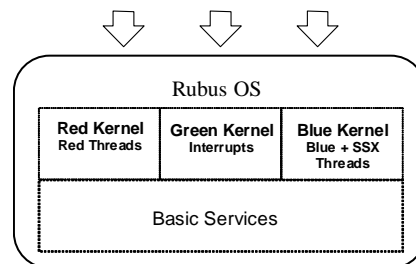 Rubus OS
Red Kernel
Red Threads
Green Kernel
Interrupts
Blue Kernel
Blue + SSX
Threads
Basic Services